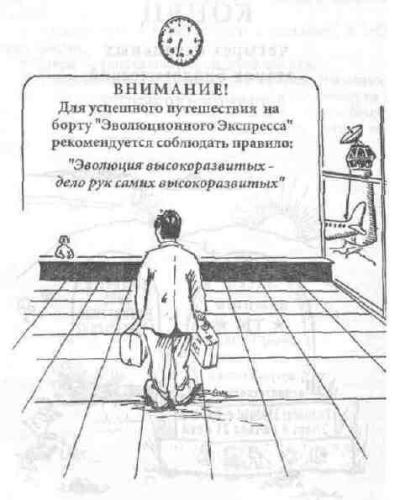 ВНИМАНИЕ!
Для успешного путешествия на
борту "Эволюционного Экспресса"
рекомендуется соблюдать правило:
"Эволюция высокоразвитых -
дело рук самих высокоразвитых"